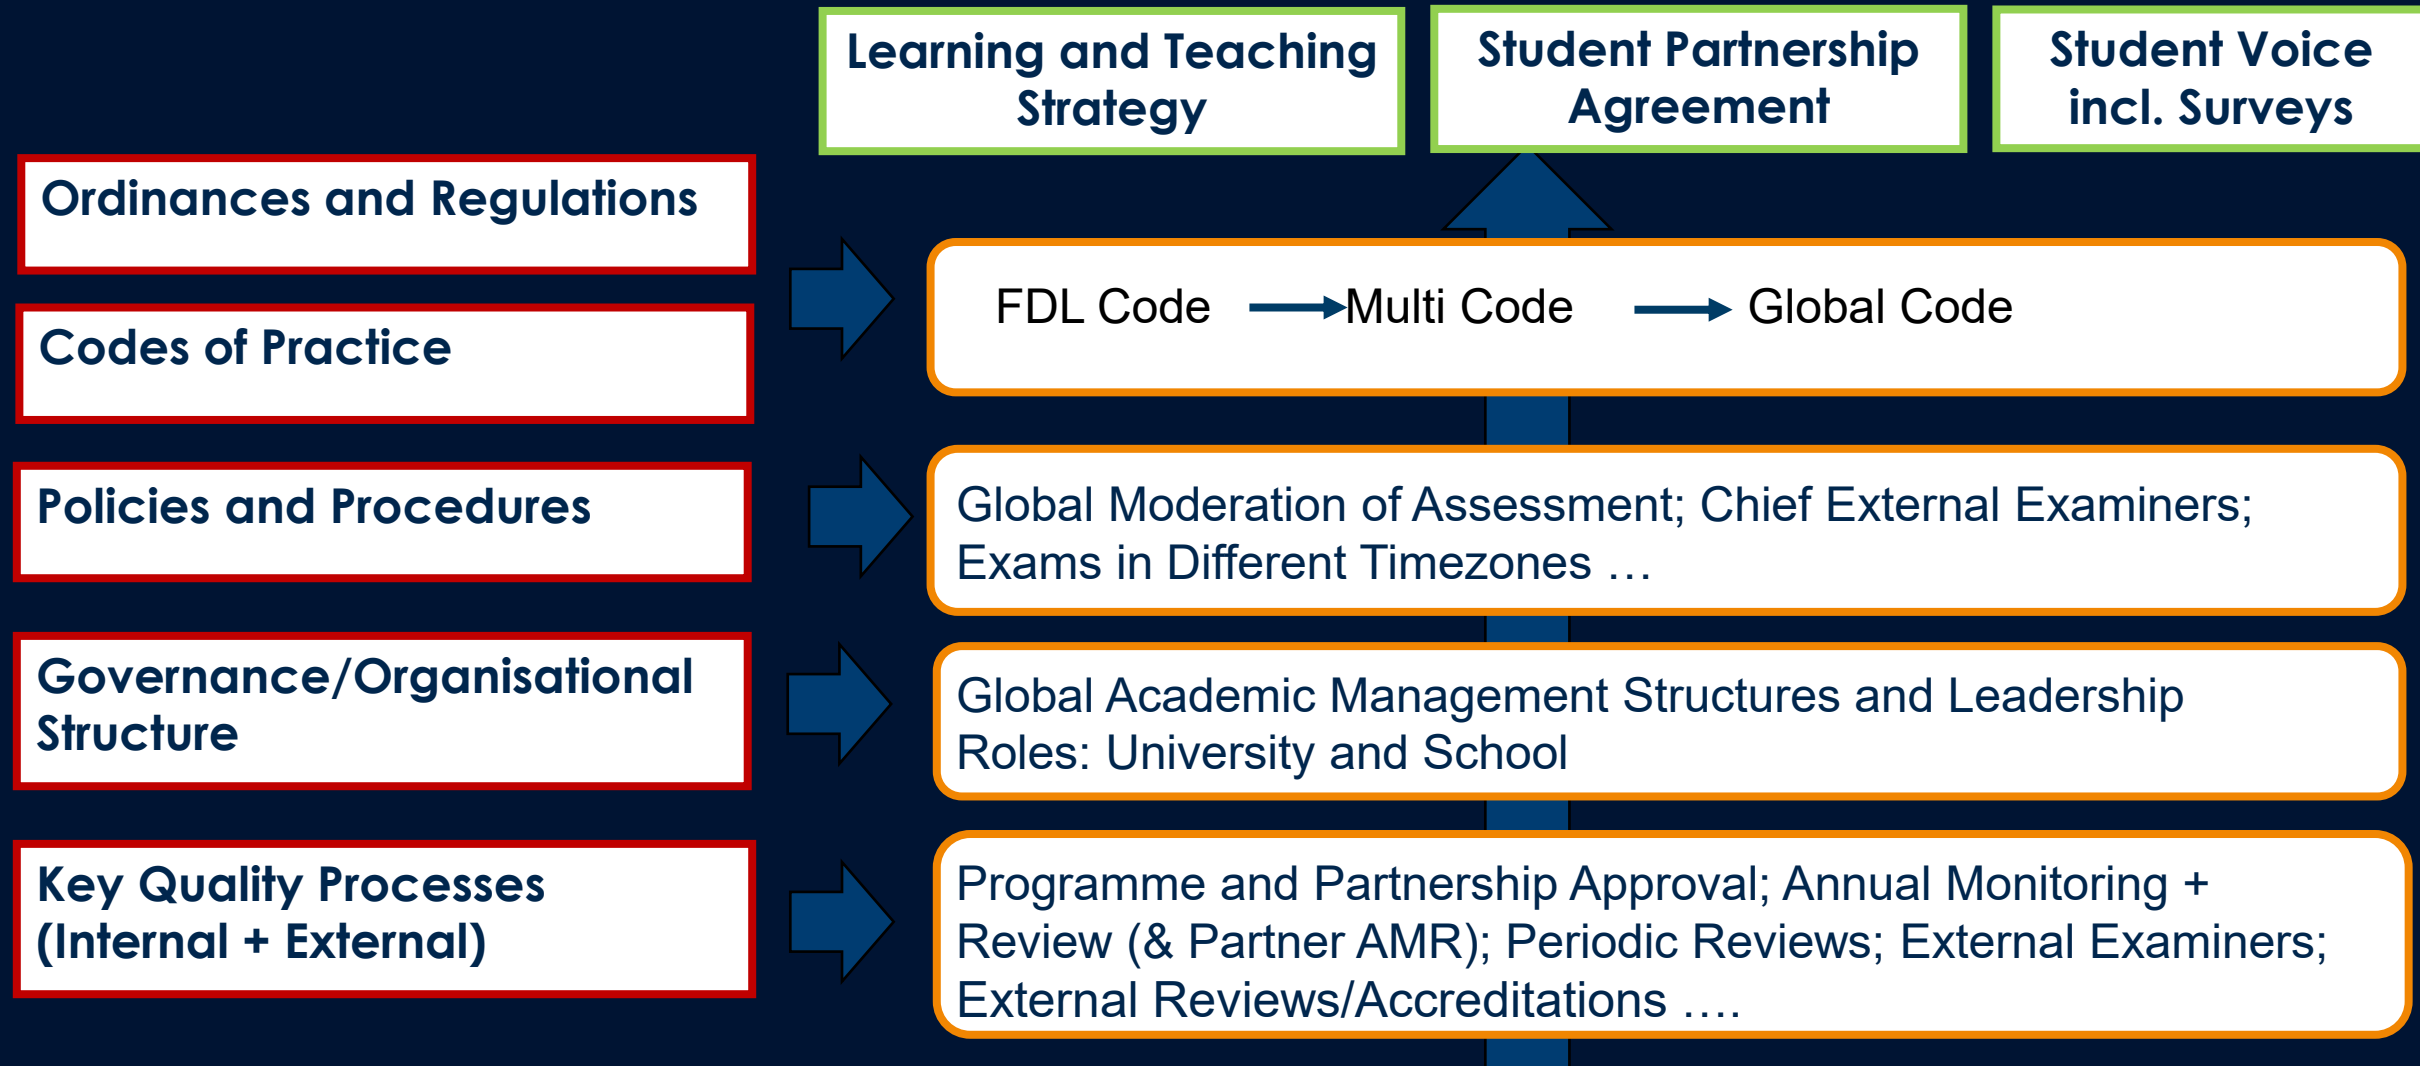 Learning and Teaching
Strategy
Student Partnership
Agreement
Student Voice
incl. Surveys
Ordinances and Regulations
Codes of Practice
FDL Code Multi Code Global Code
Policies and Procedures
Global Moderation of Assessment; Chief External Examiners;
Exams in Different Timezones …
Governance/Organisational
Structure
Global Academic Management Structures and Leadership
Roles: University and School
Key Quality Processes
(Internal + External)
Programme and Partnership Approval; Annual Monitoring +
Review (& Partner AMR); Periodic Reviews; External Examiners;
External Reviews/Accreditations ….